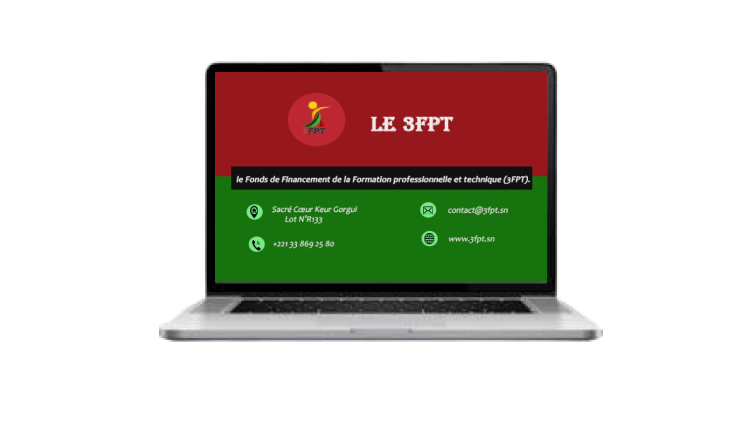 3FPT
LE 3FPT
le Fonds de Financement de la Formation professionnelle et technique (3FPT).
Sacré Cœur Keur Gorgui
Lot N°R133
+221 33 869 25 80
contact@3fpt.sn
www.3fpt.sn